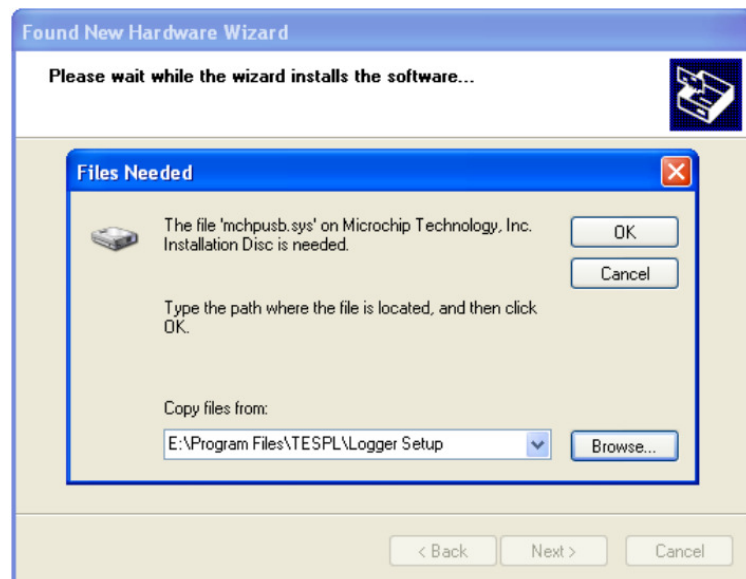 Found New Hardware Wizard
Please wait while the wizard installs the software...
Files Needed
The file 'mchpusb.sys' on Microchip Technology, Inc.
Installation Disc is needed.
OK
Cancel
Type the path where the file is located, and then click
OK.
Copy files from:
E:\Program Files\TESPL\Logger Setup
Browse...
< Back
Next >
Cancel